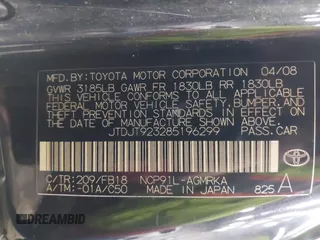 MFD. BY: TOYOTA MOTOR CORPORATION 04/08
GVWR 3185LB GAWR FR 1830LB RR 1830LB
THIS VEHICLE CONFORMS TO ALL APPLICABLE
FEDERAL MOTOR VEHICLE SAFETY, BUMPER, AND
THEFT PREVENTION STANDARDS IN EFFECT ON
THE DATE OF MANUFACTURE SHOWN ABOVE.
JTDJT923285196299 PASS. CAR
C/TR: 209/FB18 NCP91L-AGMRKA
A/TM: -01A/C50 MADE IN JAPAN 825 A
TOYOTA
DREAMBID